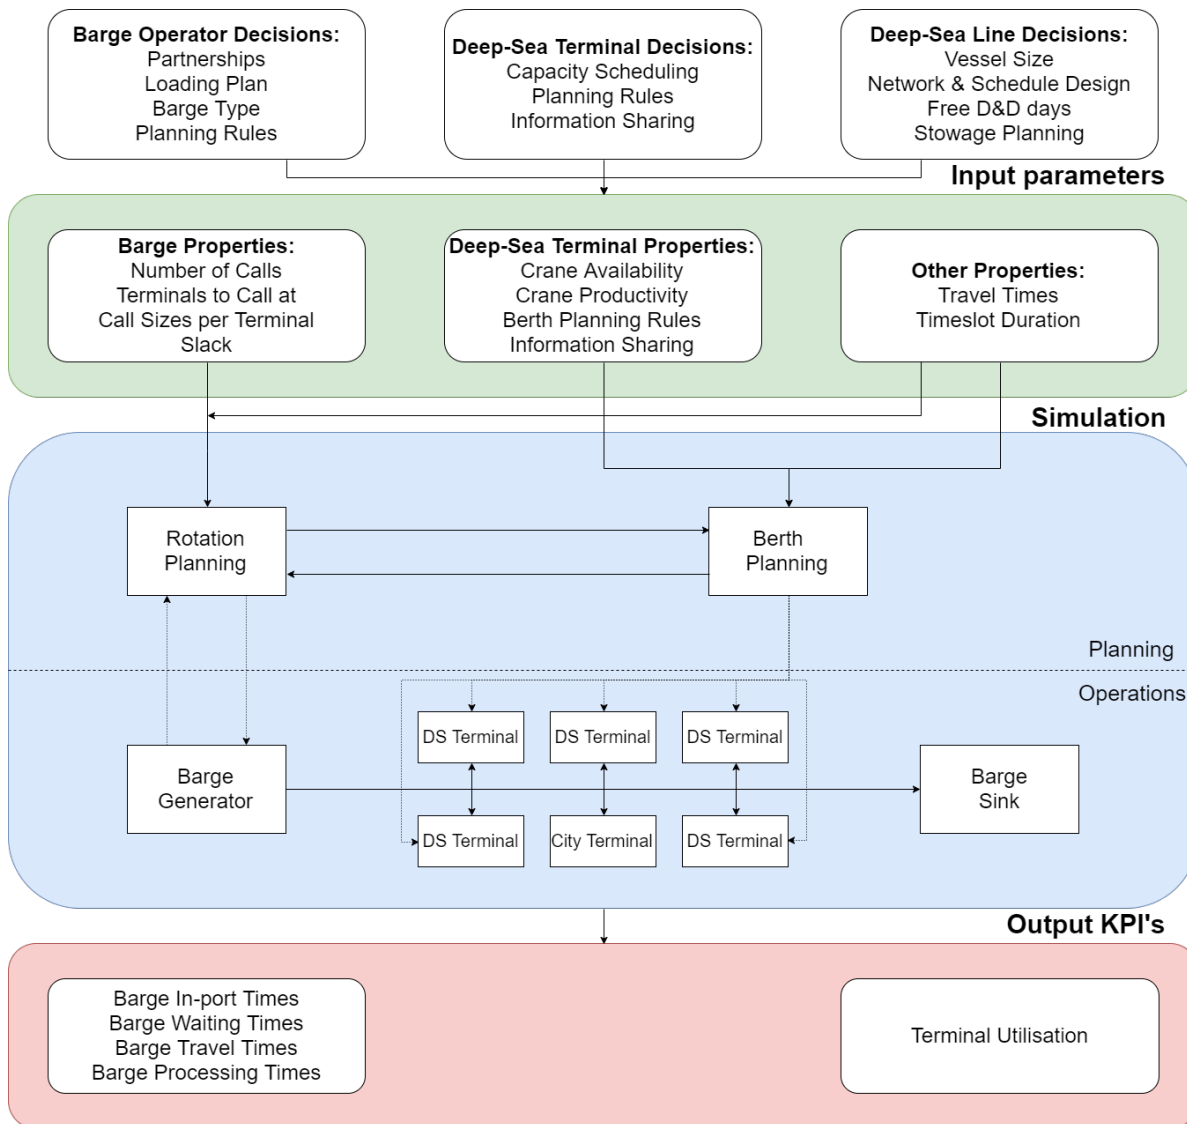 Barge Operator Decisions:
Partnerships
Loading Plan
Barge Type
Planning Rules
Deep-Sea Terminal Decisions:
Capacity Scheduling
Planning Rules
Information Sharing
Deep-Sea Line Decisions:
Vessel Size
Network & Schedule Design
Free D&D days
Stowage Planning
Input parameters
Barge Properties:
Number of Calls
Terminals to Call at
Call Sizes per Terminal
Slack
Deep-Sea Terminal Properties:
Crane Availability
Crane Productivity
Berth Planning Rules
Information Sharing
Other Properties:
Travel Times
Timeslot Duration
Simulation
Rotation
Planning
Berth
Planning
Planning
Operations
DS Terminal
DS Terminal
DS Terminal
Barge
Generator
Barge
Sink
DS Terminal
City Terminal
DS Terminal
Output KPI's
Barge In-port Times
Barge Waiting Times
Barge Travel Times
Barge Processing Times
Terminal Utilisation